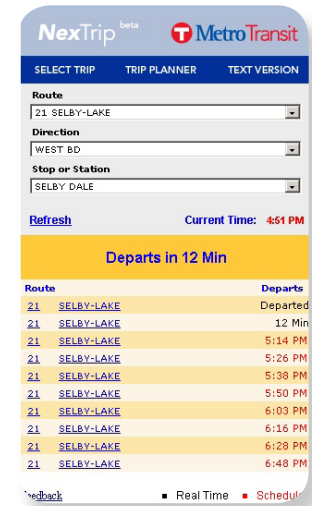 NexTrip beta T MetroTransit
SELECT TRIP TRIP PLANNER TEXT VERSION
Route
21 SELBY-LAKE
Direction
WEST BD
Stop or Station
SELBY DALE
Refresh Current Time: 4:51 PM
Departs in 12 Min
Route Departs
21 SELBY-LAKE Departed
21 SELBY-LAKE 12 Min
21 SELBY-LAKE 5:14 PM
21 SELBY-LAKE 5:26 PM
21 SELBY-LAKE 5:38 PM
21 SELBY-LAKE 5:50 PM
21 SELBY-LAKE 6:03 PM
21 SELBY-LAKE 6:16 PM
21 SELBY-LAKE 6:28 PM
21 SELBY-LAKE 6:48 PM
eedback Real Time Schedul